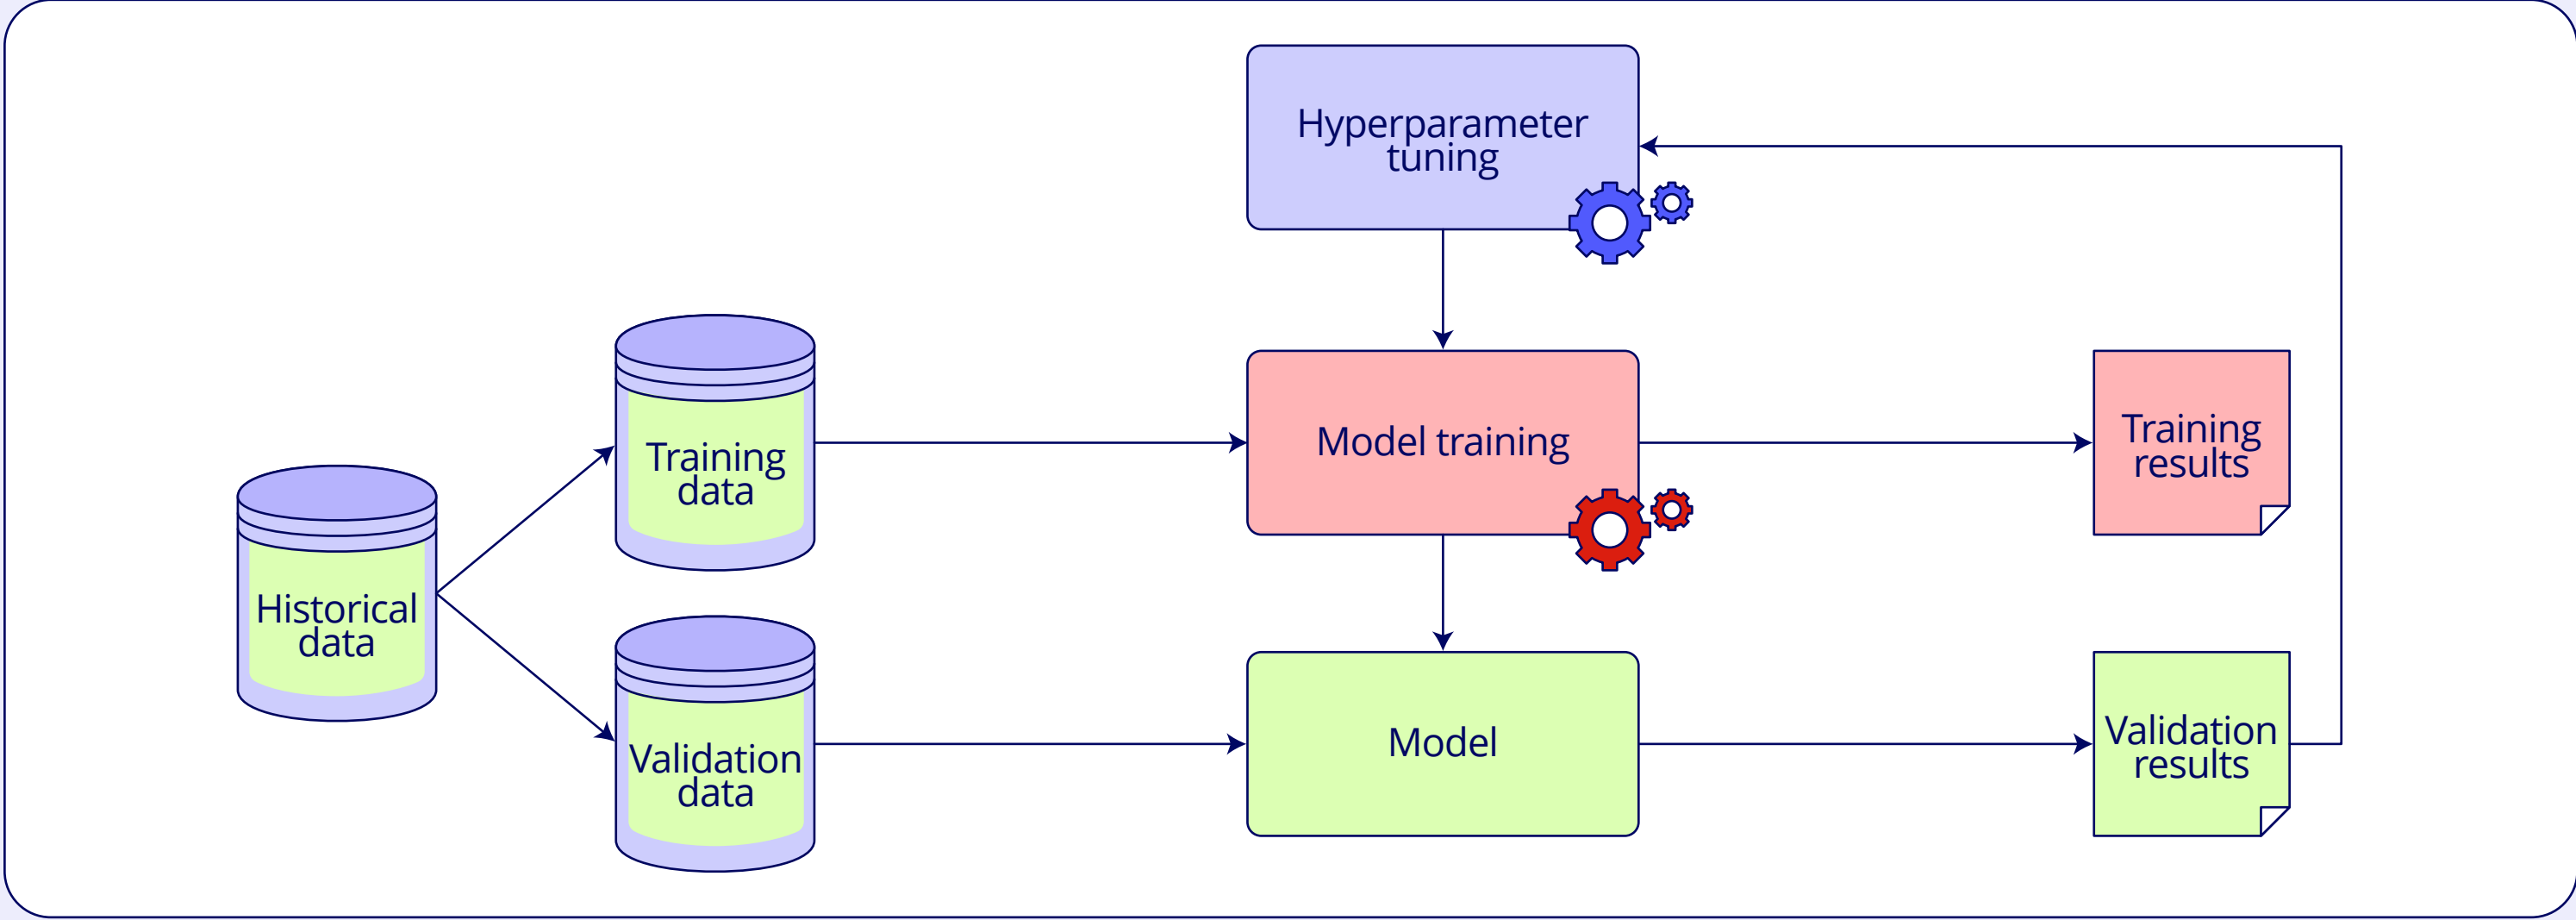 Hyperparameter
tuning
Training
data
Model training
Training
results
Historical
data
Validation
data
Model
Validation
results